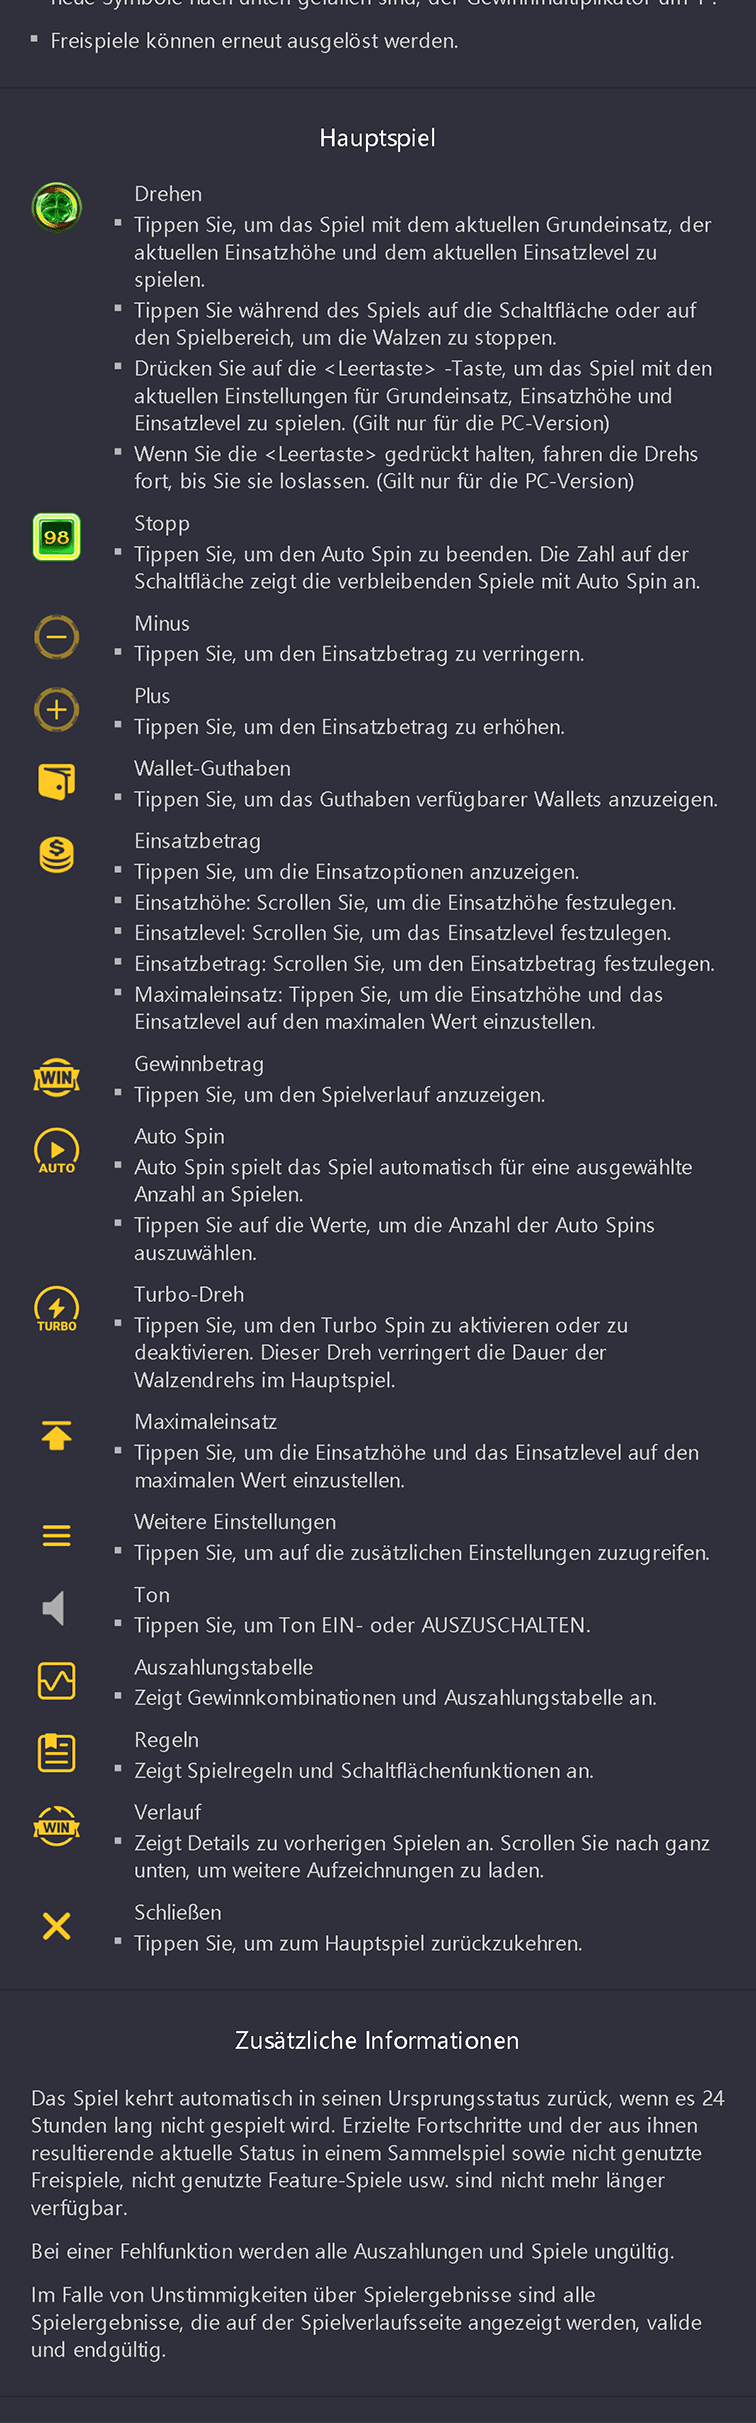 Freispiele können erneut ausgelöst werden.
Hauptspiel
Drehen
Tippen Sie, um das Spiel mit dem aktuellen Grundeinsatz, der
aktuellen Einsatzhöhe und dem aktuellen Einsatzlevel zu
spielen.
Tippen Sie während des Spiels auf die Schaltfläche oder auf
den Spielbereich, um die Walzen zu stoppen.
Drücken Sie auf die <Leertaste> -Taste, um das Spiel mit den
aktuellen Einstellungen für Grundeinsatz, Einsatzhöhe und
Einsatzlevel zu spielen. (Gilt nur für die PC-Version)
Wenn Sie die <Leertaste> gedrückt halten, fahren die Drehs
fort, bis Sie sie loslassen. (Gilt nur für die PC-Version)
98
Stopp
Tippen Sie, um den Auto Spin zu beenden. Die Zahl auf der
Schaltfläche zeigt die verbleibenden Spiele mit Auto Spin an.
Minus
Tippen Sie, um den Einsatzbetrag zu verringern.
Plus
Tippen Sie, um den Einsatzbetrag zu erhöhen.
Wallet-Guthaben
Tippen Sie, um das Guthaben verfügbarer Wallets anzuzeigen.
Einsatzbetrag
Tippen Sie, um die Einsatzoptionen anzuzeigen.
Einsatzhöhe: Scrollen Sie, um die Einsatzhöhe festzulegen.
Einsatzlevel: Scrollen Sie, um das Einsatzlevel festzulegen.
Einsatzbetrag: Scrollen Sie, um den Einsatzbetrag festzulegen.
Maximaleinsatz: Tippen Sie, um die Einsatzhöhe und das
Einsatzlevel auf den maximalen Wert einzustellen.
WIN
Gewinnbetrag
Tippen Sie, um den Spielverlauf anzuzeigen.
AUTO
Auto Spin
Auto Spin spielt das Spiel automatisch für eine ausgewählte
Anzahl an Spielen.
Tippen Sie auf die Werte, um die Anzahl der Auto Spins
auszuwählen.
TURBO
Turbo-Dreh
Tippen Sie, um den Turbo Spin zu aktivieren oder zu
deaktivieren. Dieser Dreh verringert die Dauer der
Walzendrehs im Hauptspiel.
Maximaleinsatz
Tippen Sie, um die Einsatzhöhe und das Einsatzlevel auf den
maximalen Wert einzustellen.
Weitere Einstellungen
Tippen Sie, um auf die zusätzlichen Einstellungen zuzugreifen.
Ton
Tippen Sie, um Ton EIN- oder AUSZUSCHALTEN.
Auszahlungstabelle
Zeigt Gewinnkombinationen und Auszahlungstabelle an.
Regeln
Zeigt Spielregeln und Schaltflächenfunktionen an.
WIN
Verlauf
Zeigt Details zu vorherigen Spielen an. Scrollen Sie nach ganz
unten, um weitere Aufzeichnungen zu laden.
Schließen
Tippen Sie, um zum Hauptspiel zurückzukehren.
Zusätzliche Informationen
Das Spiel kehrt automatisch in seinen Ursprungsstatus zurück, wenn es 24
Stunden lang nicht gespielt wird. Erzielte Fortschritte und der aus ihnen
resultierende aktuelle Status in einem Sammelspiel sowie nicht genutzte
Freispiele, nicht genutzte Feature-Spiele usw. sind nicht mehr länger
verfügbar.
Bei einer Fehlfunktion werden alle Auszahlungen und Spiele ungültig.
Im Falle von Unstimmigkeiten über Spielergebnisse sind alle
Spielergebnisse, die auf der Spielverlaufsseite angezeigt werden, valide
und endgültig.